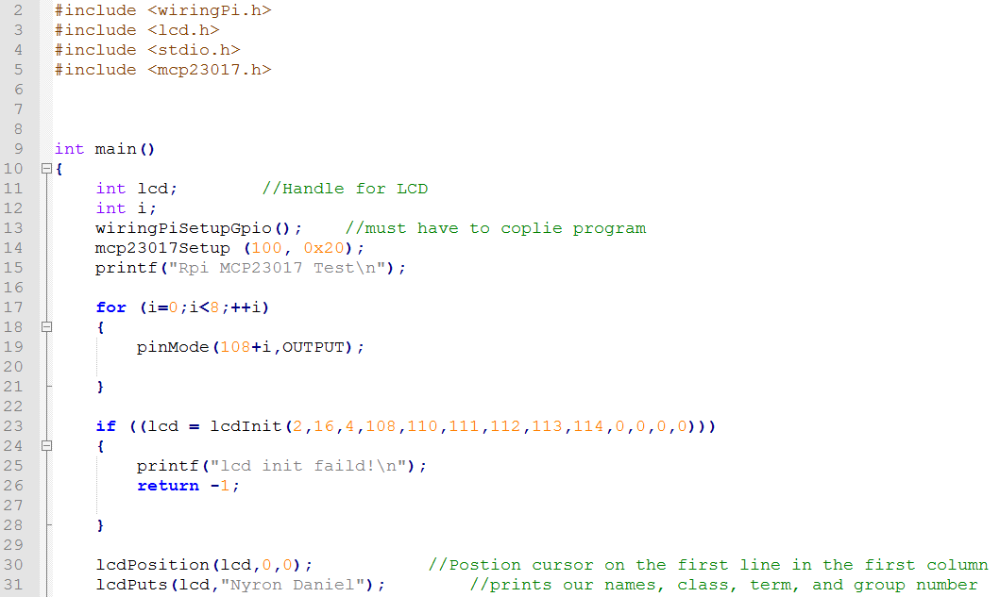 2 #include <wiringPi.h>
3 #include <lcd.h>
4 #include <stdio.h>
5 #include <mcp23017.h>
6
7
8
9 int main()
10 {
11 int lcd; //Handle for LCD
12 int i;
13 wiringPiSetupGpio(); //must have to coplie program
14 mcp23017Setup (100, 0x20);
15 printf("Rpi MCP23017 Test\n");
16
17 for (i=0;i<8;++i)
18 {
19 pinMode(108+i,OUTPUT);
20
21 }
22
23 if ((lcd = lcdInit(2,16,4,108,110,111,112,113,114,0,0,0,0)))
24 {
25 printf("lcd init faild!\n");
26 return -1;
27
28 }
29
30 lcdPosition(lcd,0,0); //Postion cursor on the first line in the first column
31 lcdPuts(lcd,"Nyron Daniel"); //prints our names, class, term, and group number